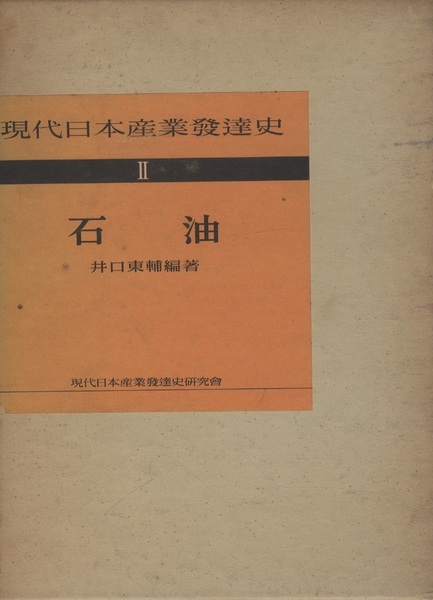 現代日本産業發達史
II
石油
井口東輔編著
現代日本産業發達史研究會